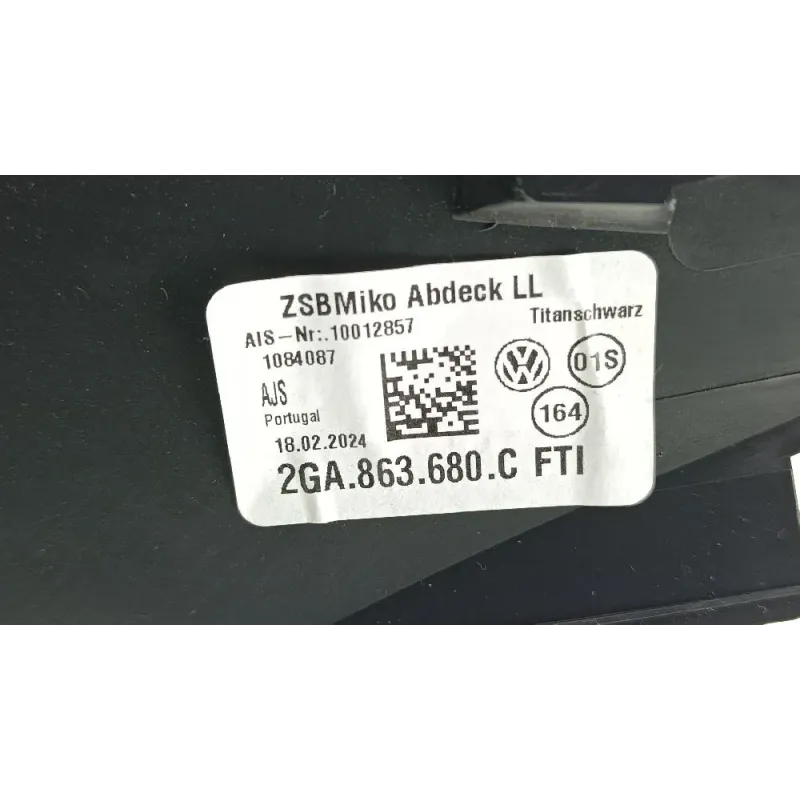 ZSBMiko Abdeck LL
AIS-Nr:.10012857
Titanschwarz
1084087
AJS
Portugal
18.02.2024
VW
01S
164
2GA.863.680.C FTI